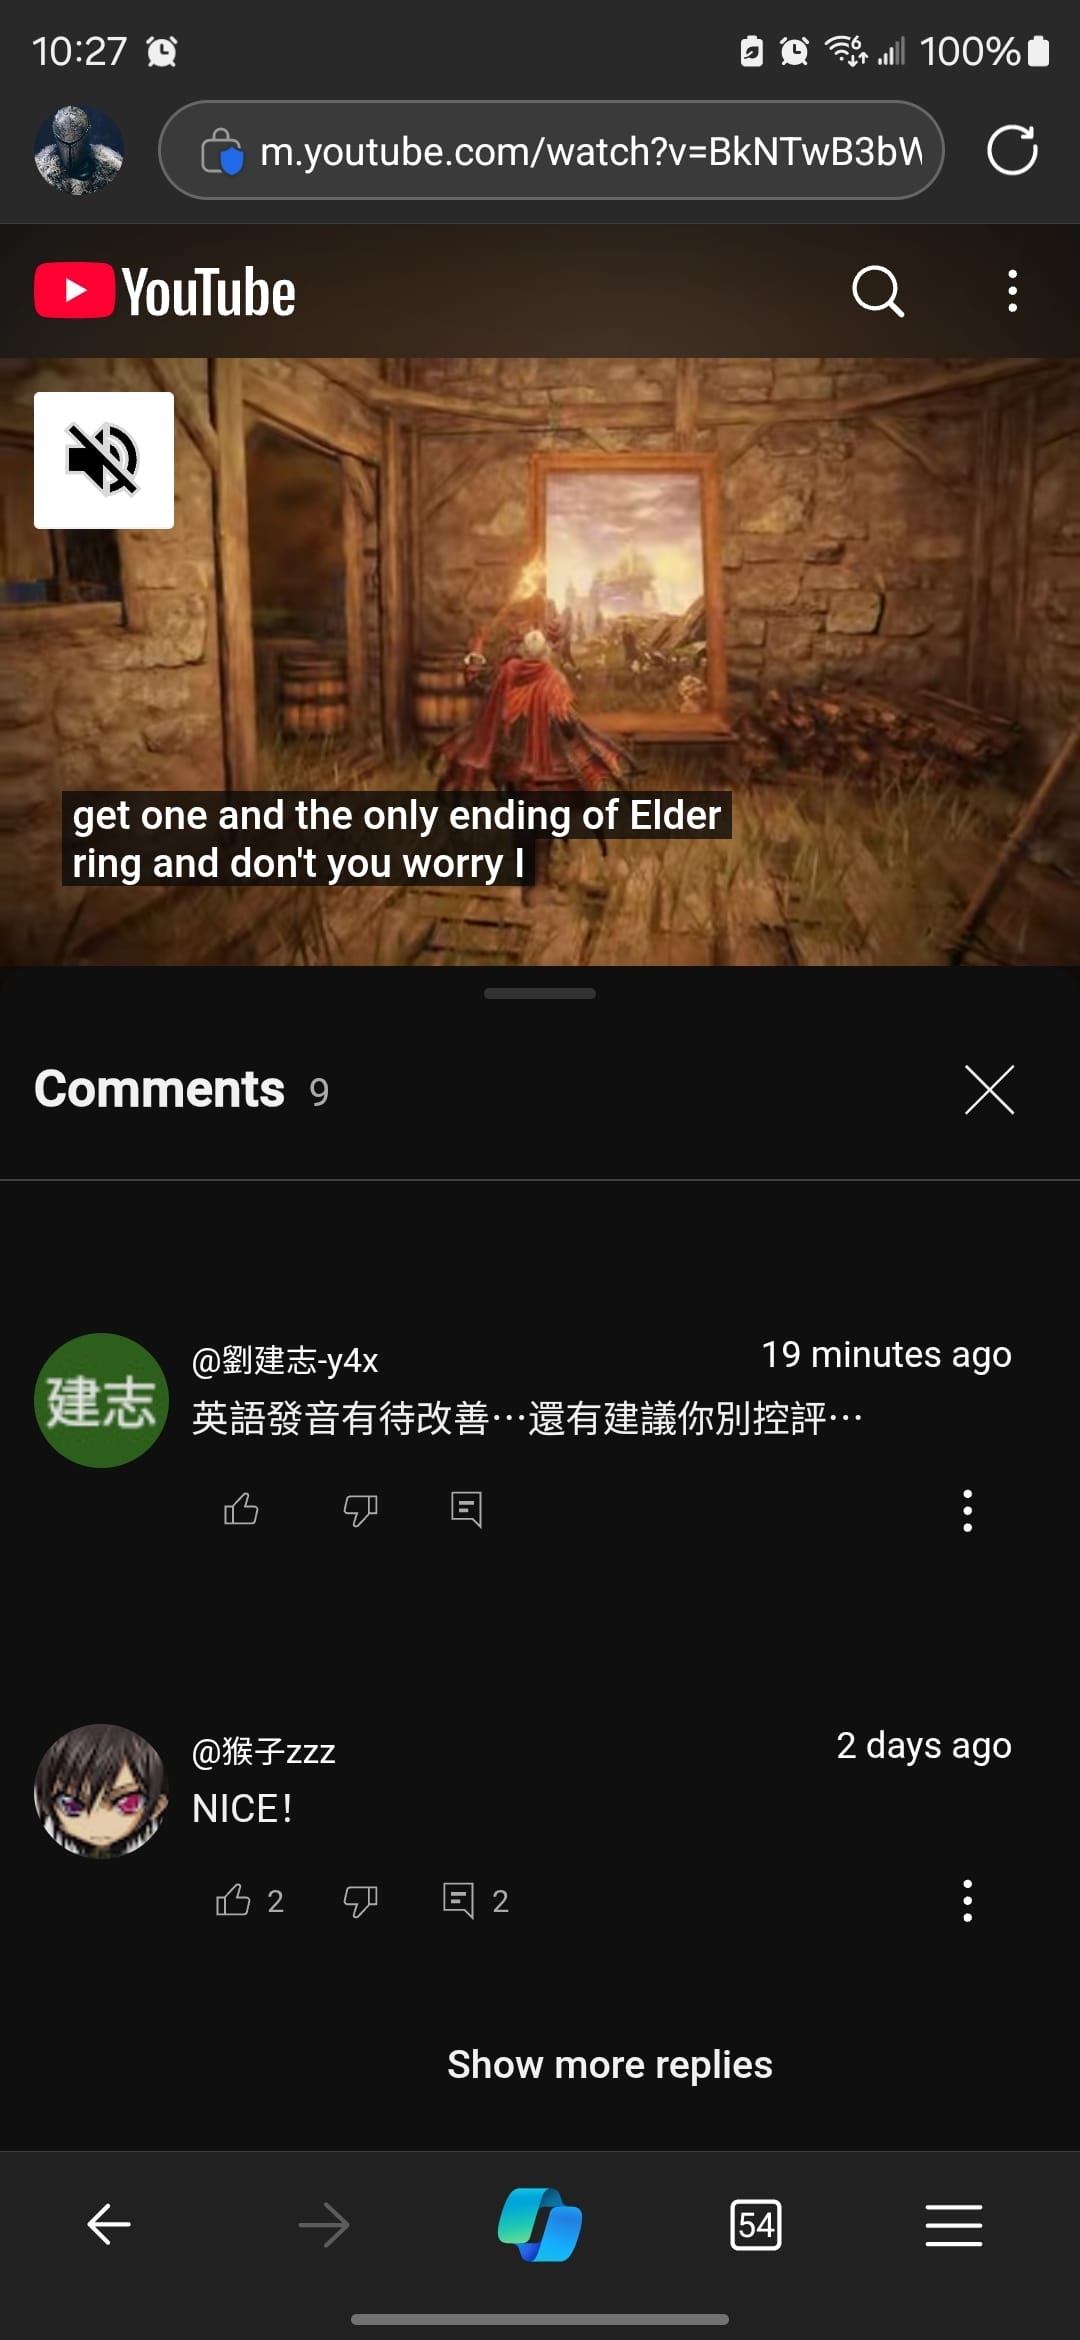 10:27
100%
m.youtube.com/watch?v=BkNTwB3bW
YouTube
get one and the only ending of Elder
ring and don't you worry I
Comments 9
建志
@劉建志-y4x
19 minutes ago
英語發音有待改善⋯還有建議你別控評⋯
@猴子zzz
2 days ago
NICE!
2
2
Show more replies
54